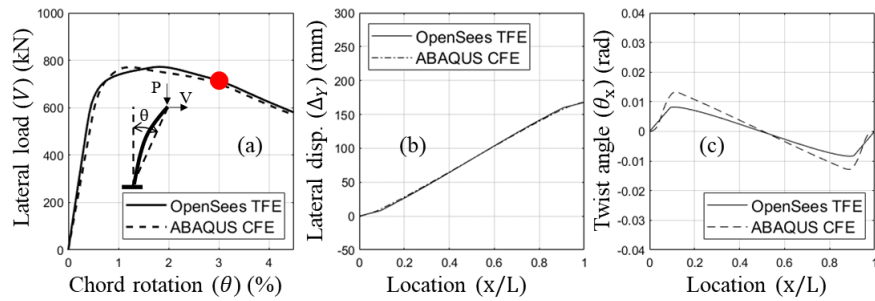 Lateral load (V) (kN)
1000
800
600
400
200
0
0
1
2
3
4
Chord rotation (θ) (%)
P
V
θ
(a)
OpenSees TFE
ABAQUS CFE
Lateral disp. (Δ_Y) (mm)
350
300
250
200
150
100
50
0
-50
0
0.2
0.4
0.6
0.8
1
Location (x/L)
OpenSees TFE
ABAQUS CFE
(b)
Twist angle (θ_x) (rad)
0.04
0.03
0.02
0.01
0
-0.01
-0.02
-0.03
-0.04
0
0.2
0.4
0.6
0.8
1
Location (x/L)
(c)
OpenSees TFE
ABAQUS CFE